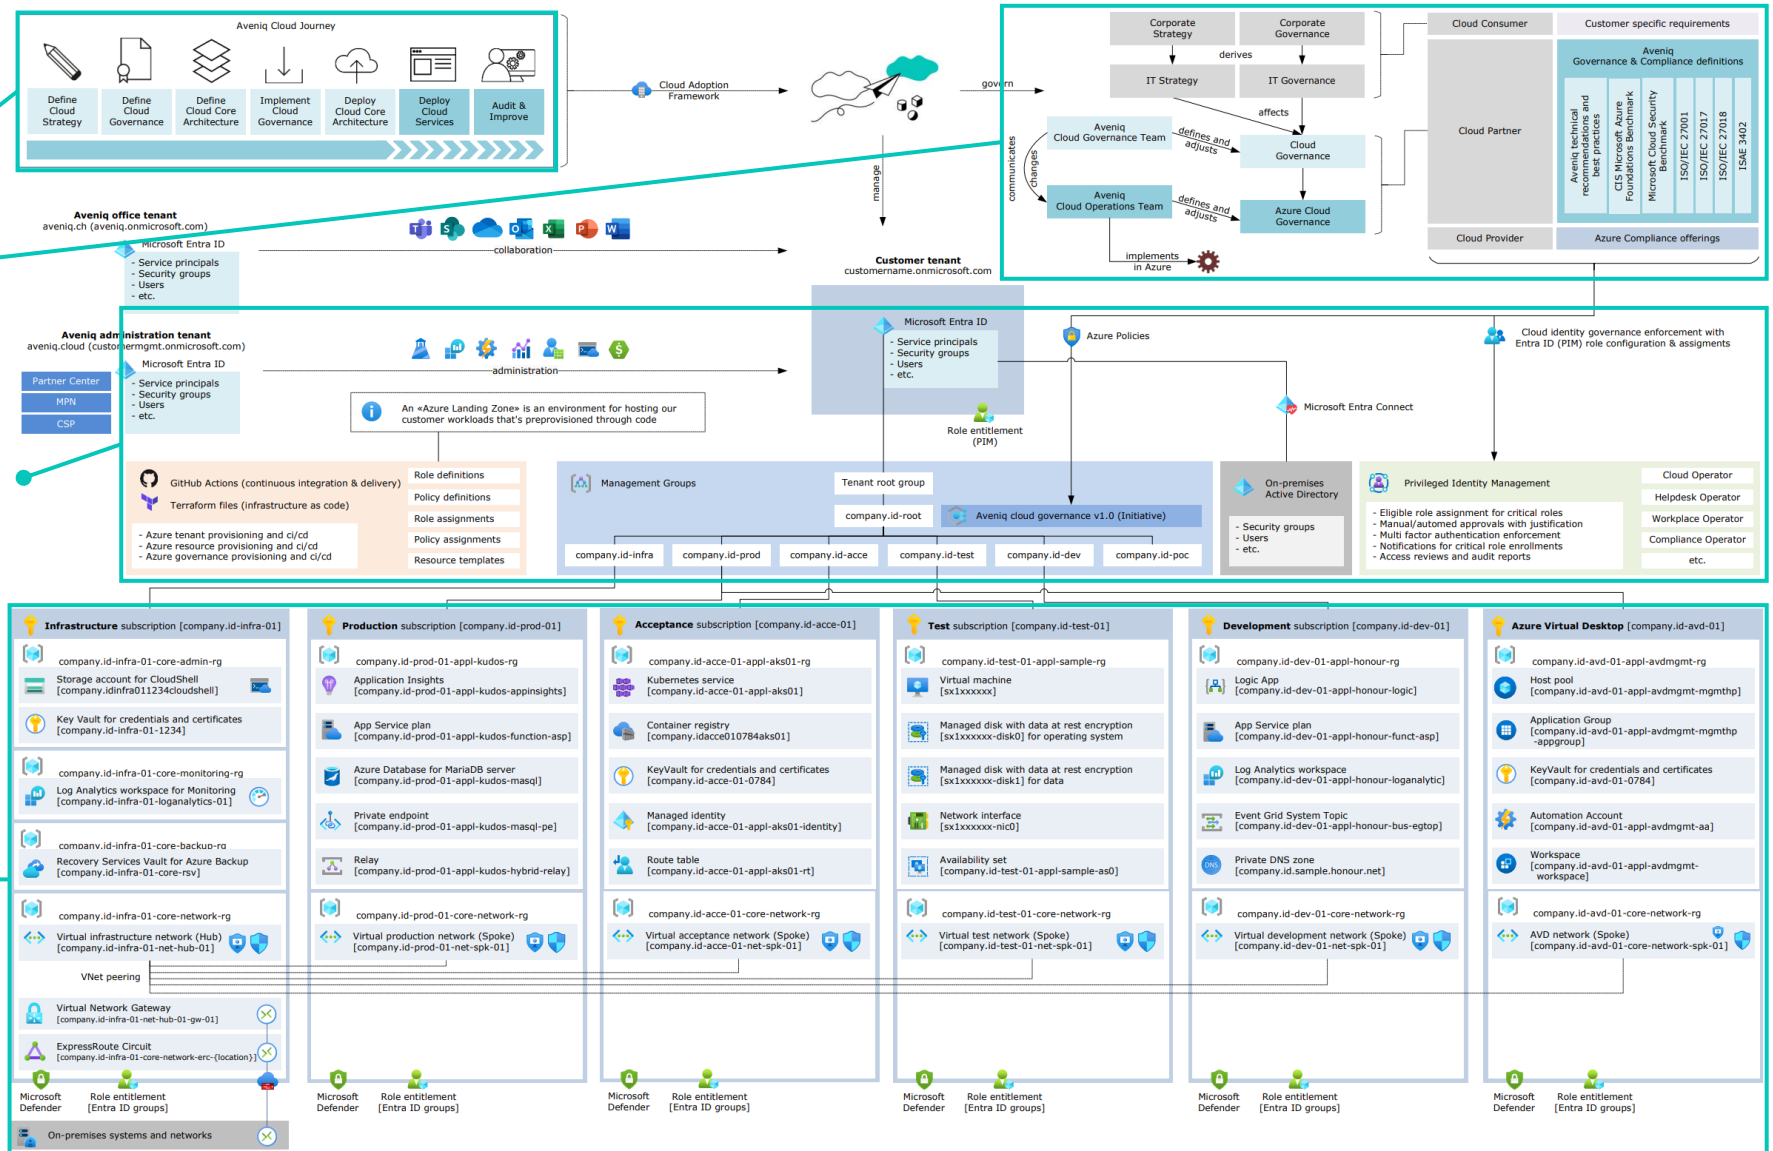 Aveniq Cloud Journey
Define
Cloud
Strategy
Define
Cloud
Governance
Define
Cloud Core
Architecture
Implement
Cloud
Governance
Deploy
Cloud Core
Architecture
Deploy
Cloud
Services
Audit &
Improve
Cloud Adoption
Framework
govern
manage
Corporate
Strategy
Corporate
Governance
derives
IT Strategy
IT Governance
affects
Aveniq
Cloud Governance Team
defines and
adjusts
Cloud
Governance
communicates
changes
Aveniq
Cloud Operations Team
defines and
adjusts
Azure Cloud
Governance
implements
in Azure
Cloud Consumer
Customer specific requirements
Cloud Partner
Aveniq
Governance & Compliance definitions
Aveniq technical
recommendations and
best practices
CIS Microsoft Azure
Foundations Benchmark
Microsoft Cloud Security
Benchmark
ISO/IEC 27001
ISO/IEC 27017
ISO/IEC 27018
ISAE 3402
Cloud Provider
Azure Compliance offerings
Aveniq office tenant
aveniq.ch (aveniq.onmicrosoft.com)
Microsoft Entra ID
- Service principals
- Security groups
- Users
- etc.
collaboration
Customer tenant
customername.onmicrosoft.com
Aveniq administration tenant
aveniq.cloud (customermgmt.onmicrosoft.com)
Partner Center
MPN
CSP
Microsoft Entra ID
- Service principals
- Security groups
- Users
- etc.
administration
Microsoft Entra ID
- Service principals
- Security groups
- Users
- etc.
Role entitlement
(PIM)
Azure Policies
Cloud identity governance enforcement with
Entra ID (PIM) role configuration & assigments
Microsoft Entra Connect
An «Azure Landing Zone» is an environment for hosting our
customer workloads that's preprovisioned through code
GitHub Actions (continuous integration & delivery)
Terraform files (infrastructure as code)
- Azure tenant provisioning and ci/cd
- Azure resource provisioning and ci/cd
- Azure governance provisioning and ci/cd
Role definitions
Policy definitions
Role assignments
Policy assignments
Resource templates
Management Groups
Tenant root group
company.id-root
Aveniq cloud governance v1.0 (Initiative)
company.id-infra
company.id-prod
company.id-acce
company.id-test
company.id-dev
company.id-poc
On-premises
Active Directory
- Security groups
- Users
- etc.
Privileged Identity Management
- Eligible role assignment for critical roles
- Manual/automed approvals with justification
- Multi factor authentication enforcement
- Notifications for critical role enrollments
- Access reviews and audit reports
Cloud Operator
Helpdesk Operator
Workplace Operator
Compliance Operator
etc.
Infrastructure subscription [company.id-infra-01]
company.id-infra-01-core-admin-rg
Storage account for CloudShell
[company.idinfra011234cloudshell]
Key Vault for credentials and certificates
[company.id-infra-01-1234]
company.id-infra-01-core-monitoring-rg
Log Analytics workspace for Monitoring
[company.id-infra-01-loganalytics-01]
company.id-infra-01-core-backup-rg
Recovery Services Vault for Azure Backup
[company.id-infra-01-core-rsv]
company.id-infra-01-core-network-rg
Virtual infrastructure network (Hub)
[company.id-infra-01-net-hub-01]
VNet peering
Virtual Network Gateway
[company.id-infra-01-net-hub-01-gw-01]
ExpressRoute Circuit
[company.id-infra-01-core-network-erc-{location}]
Microsoft
Defender
Role entitlement
[Entra ID groups]
On-premises systems and networks
Production subscription [company.id-prod-01]
company.id-prod-01-appl-kudos-rg
Application Insights
[company.id-prod-01-appl-kudos-appinsights]
App Service plan
[company.id-prod-01-appl-kudos-function-asp]
Azure Database for MariaDB server
[company.id-prod-01-appl-kudos-masql]
Private endpoint
[company.id-prod-01-appl-kudos-masql-pe]
Relay
[company.id-prod-01-appl-kudos-hybrid-relay]
company.id-prod-01-core-network-rg
Virtual production network (Spoke)
[company.id-prod-01-net-spk-01]
Microsoft
Defender
Role entitlement
[Entra ID groups]
Acceptance subscription [company.id-acce-01]
company.id-acce-01-appl-aks01-rg
Kubernetes service
[company.id-acce-01-appl-aks01]
Container registry
[company.idacce010784aks01]
KeyVault for credentials and certificates
[company.id-acce-01-0784]
Managed identity
[company.id-acce-01-appl-aks01-identity]
Route table
[company.id-acce-01-appl-aks01-rt]
company.id-acce-01-core-network-rg
Virtual acceptance network (Spoke)
[company.id-acce-01-net-spk-01]
Microsoft
Defender
Role entitlement
[Entra ID groups]
Test subscription [company.id-test-01]
company.id-test-01-appl-sample-rg
Virtual machine
[sx1xxxxxx]
Managed disk with data at rest encryption
[sx1xxxxxx-disk0] for operating system
Managed disk with data at rest encryption
[sx1xxxxxx-disk1] for data
Network interface
[sx1xxxxxx-nic0]
Availability set
[company.id-test-01-appl-sample-as0]
company.id-test-01-core-network-rg
Virtual test network (Spoke)
[company.id-test-01-net-spk-01]
Microsoft
Defender
Role entitlement
[Entra ID groups]
Development subscription [company.id-dev-01]
company.id-dev-01-appl-honour-rg
Logic App
[company.id-dev-01-appl-honour-logic]
App Service plan
[company.id-dev-01-appl-honour-funct-asp]
Log Analytics workspace
[company.id-dev-01-appl-honour-loganalytic]
Event Grid System Topic
[company.id-dev-01-appl-honour-bus-egtop]
DNS
Private DNS zone
[company.id.sample.honour.net]
company.id-dev-01-core-network-rg
Virtual development network (Spoke)
[company.id-dev-01-net-spk-01]
Microsoft
Defender
Role entitlement
[Entra ID groups]
Azure Virtual Desktop [company.id-avd-01]
company.id-avd-01-appl-avdmgmt-rg
Host pool
[company.id-avd-01-appl-avdmgmt-mgmthp]
Application Group
[company.id-avd-01-appl-avdmgmt-mgmthp
-appgroup]
KeyVault for credentials and certificates
[company.id-avd-01-0784]
Automation Account
[company.id-avd-01-appl-avdmgmt-aa]
Workspace
[company.id-avd-01-appl-avdmgmt-
workspace]
company.id-avd-01-core-network-rg
AVD network (Spoke)
[company.id-avd-01-core-network-spk-01]
Microsoft
Defender
Role entitlement
[Entra ID groups]